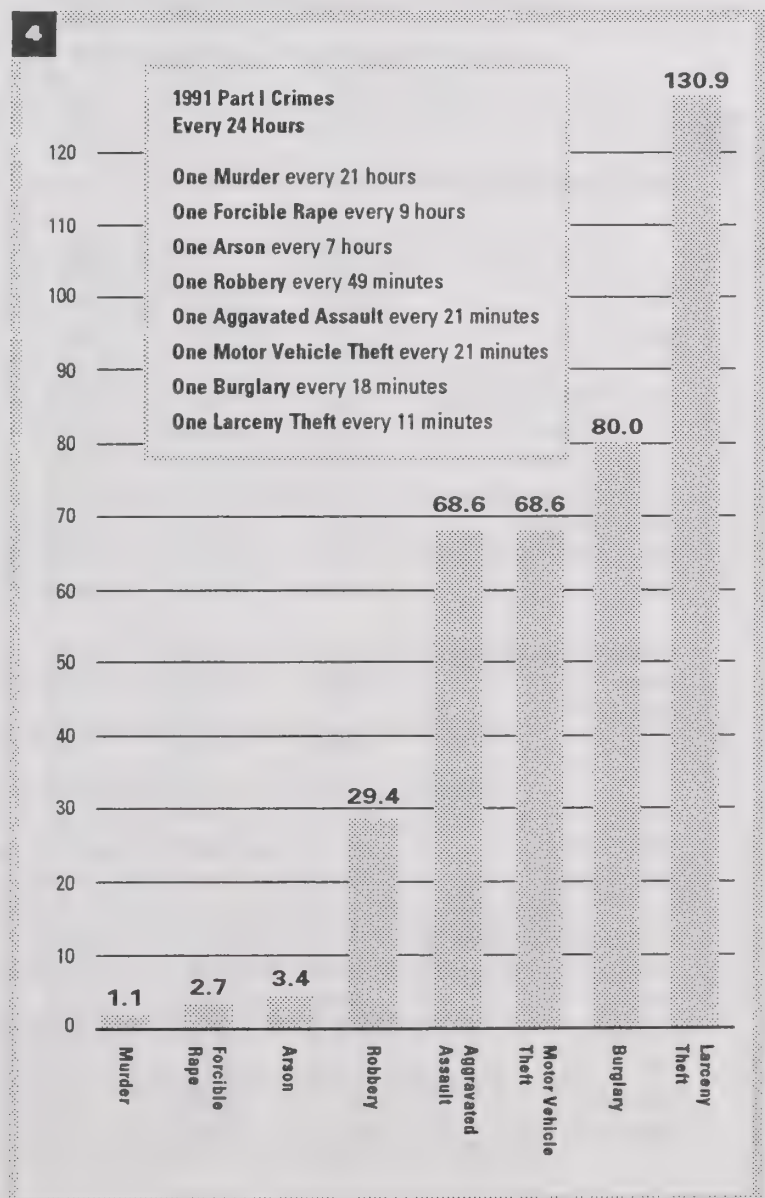 4
1991 Part I Crimes
Every 24 Hours
One Murder every 21 hours
One Forcible Rape every 9 hours
One Arson every 7 hours
One Robbery every 49 minutes
One Aggavated Assault every 21 minutes
One Motor Vehicle Theft every 21 minutes
One Burglary every 18 minutes
One Larceny Theft every 11 minutes
130.9
120
110
100
90
80
80.0
70
68.6
68.6
60
50
40
30
29.4
20
10
3.4
2.7
1.1
0
Murder
Forcible
Rape
Arson
Robbery
Aggravated
Assault
Motor Vehicle
Theft
Burglary
Larceny
Theft